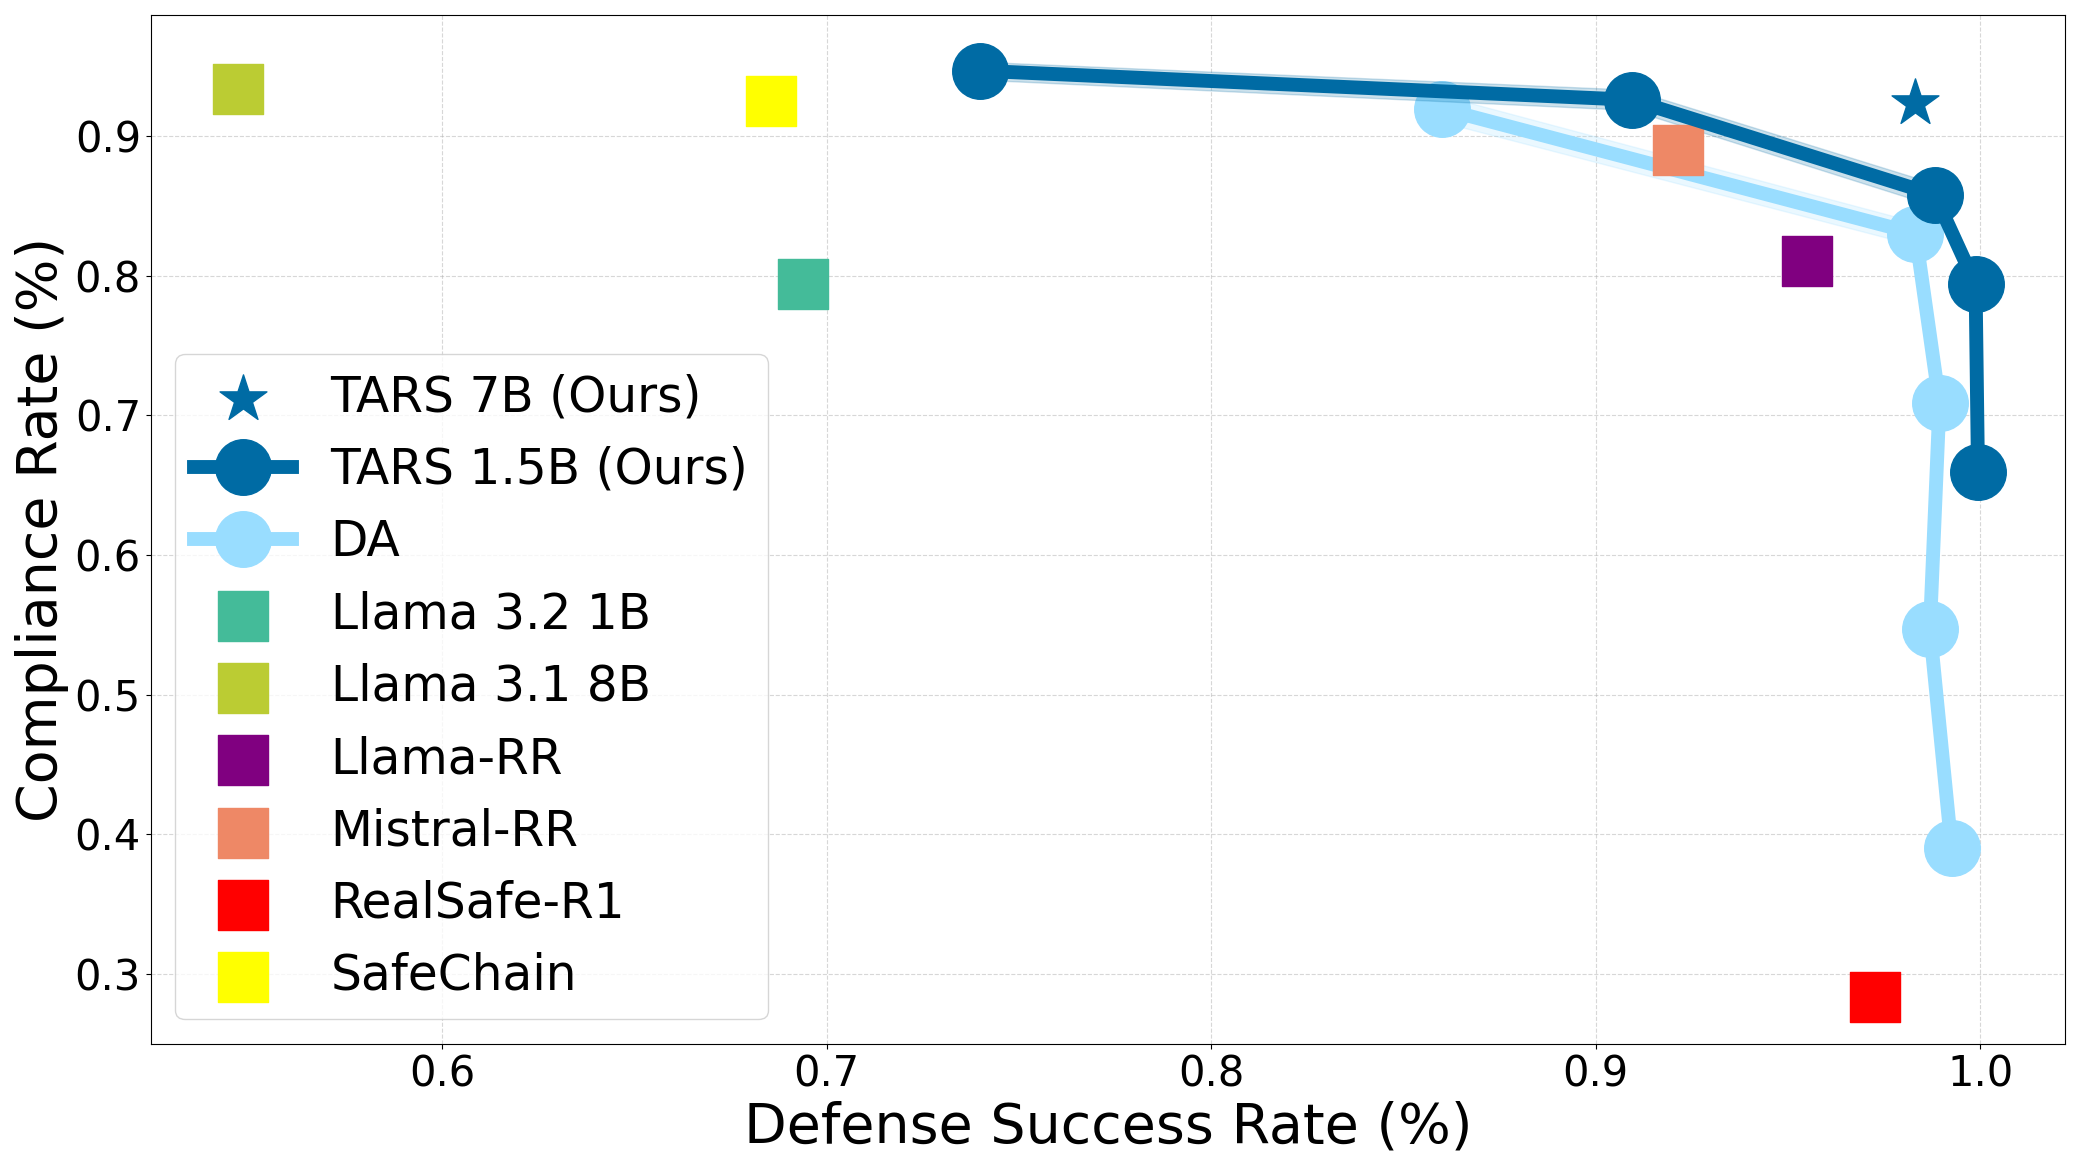 Compliance Rate (%)
0.9
0.8
0.7
0.6
0.5
0.4
0.3
TARS 7B (Ours)
TARS 1.5B (Ours)
DA
Llama 3.2 1B
Llama 3.1 8B
Llama-RR
Mistral-RR
RealSafe-R1
SafeChain
0.6 0.7 0.8 0.9 1.0
Defense Success Rate (%)